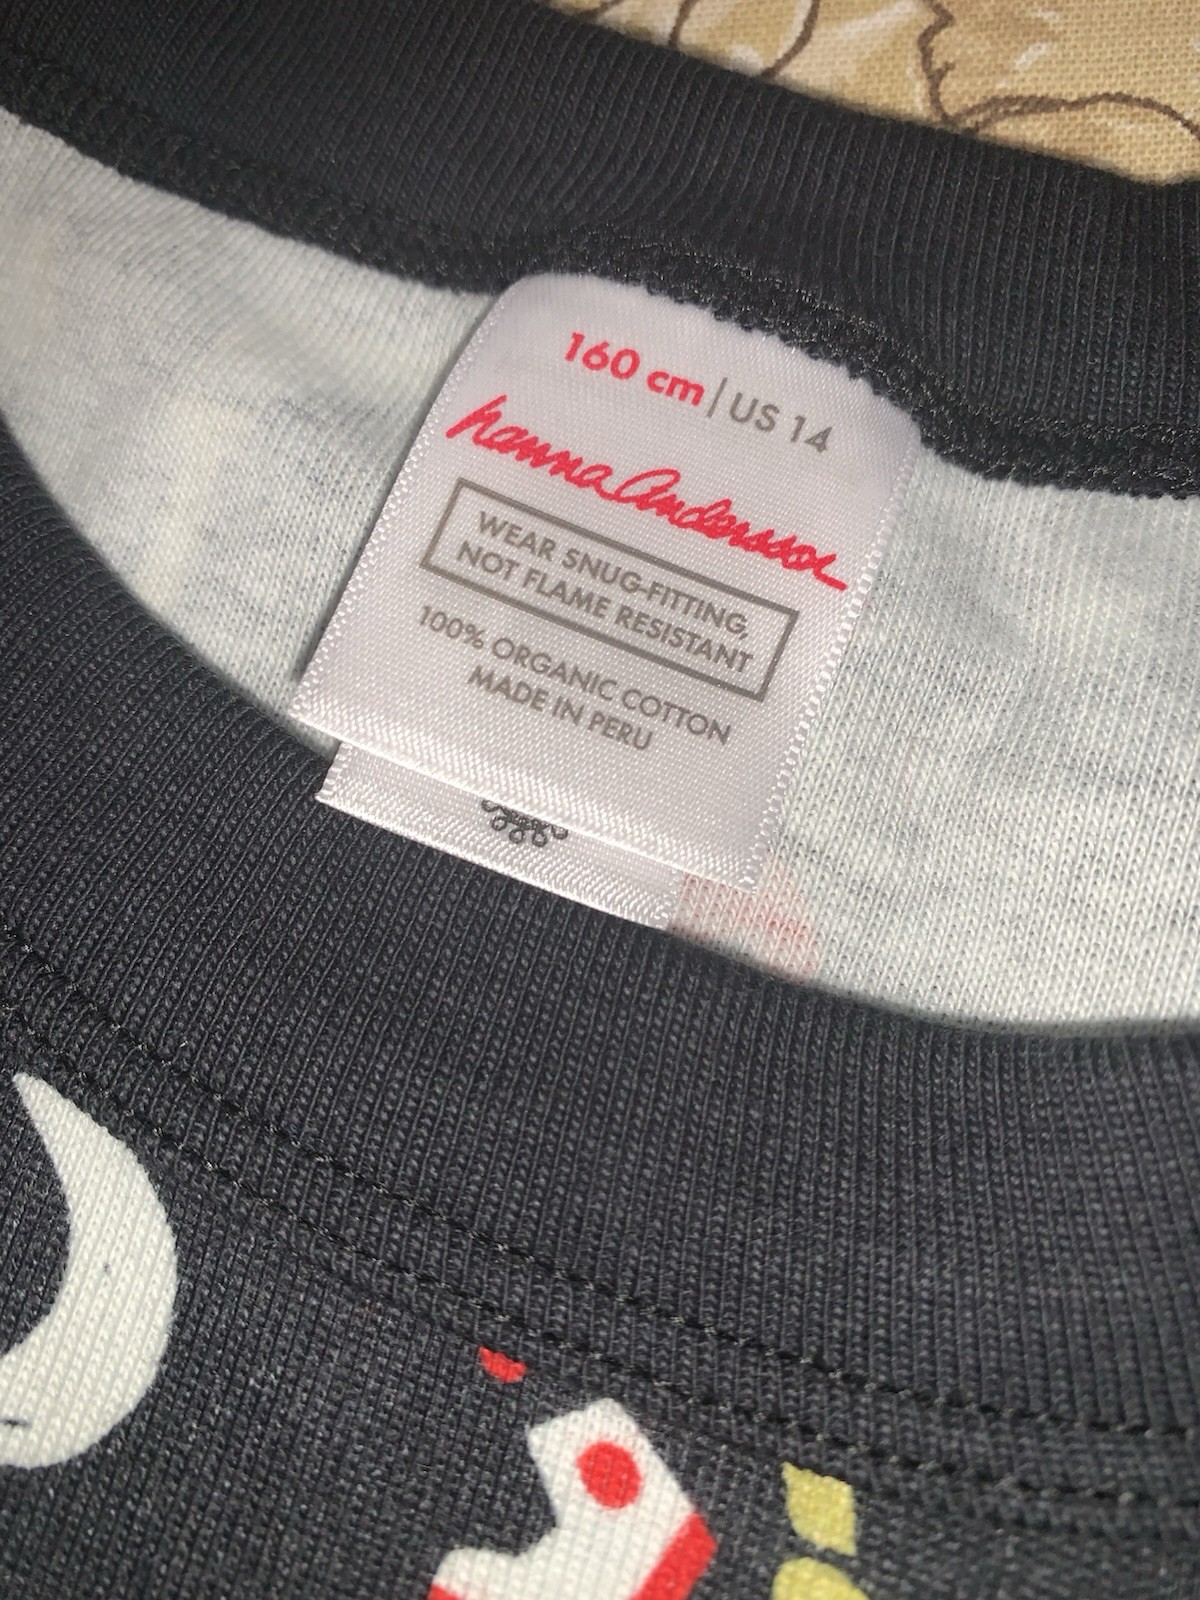 160 cm | US 14
hanna Andersson
WEAR SNUG-FITTING,
NOT FLAME RESISTANT
100% ORGANIC COTTON
MADE IN PERU